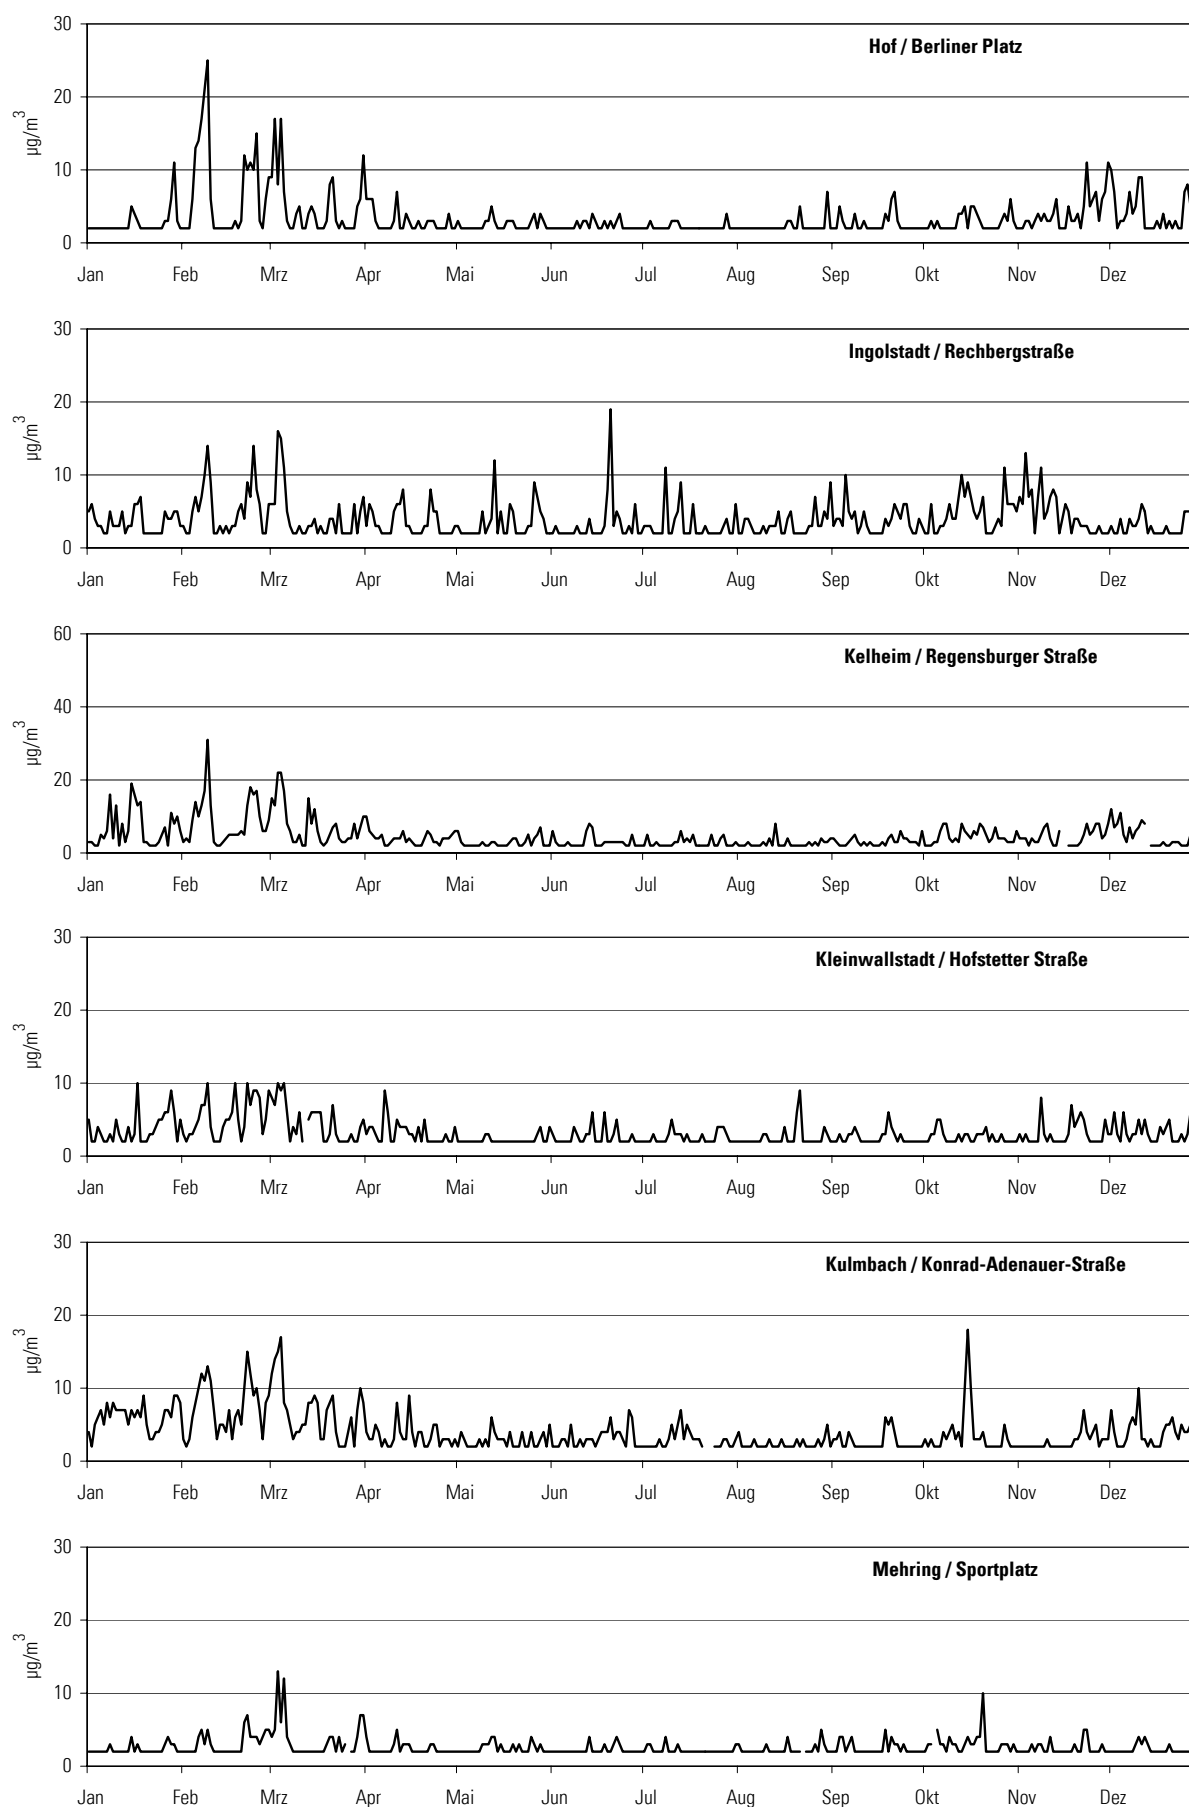 Hof / Berliner Platz
30
20
10
0
µg/m³
Jan Feb Mrz Apr Mai Jun Jul Aug Sep Okt Nov Dez
Ingolstadt / Rechbergstraße
30
20
10
0
µg/m³
Jan Feb Mrz Apr Mai Jun Jul Aug Sep Okt Nov Dez
Kelheim / Regensburger Straße
60
40
20
0
µg/m³
Jan Feb Mrz Apr Mai Jun Jul Aug Sep Okt Nov Dez
Kleinwallstadt / Hofstetter Straße
30
20
10
0
µg/m³
Jan Feb Mrz Apr Mai Jun Jul Aug Sep Okt Nov Dez
Kulmbach / Konrad-Adenauer-Straße
30
20
10
0
µg/m³
Jan Feb Mrz Apr Mai Jun Jul Aug Sep Okt Nov Dez
Mehring / Sportplatz
30
20
10
0
µg/m³
Jan Feb Mrz Apr Mai Jun Jul Aug Sep Okt Nov Dez